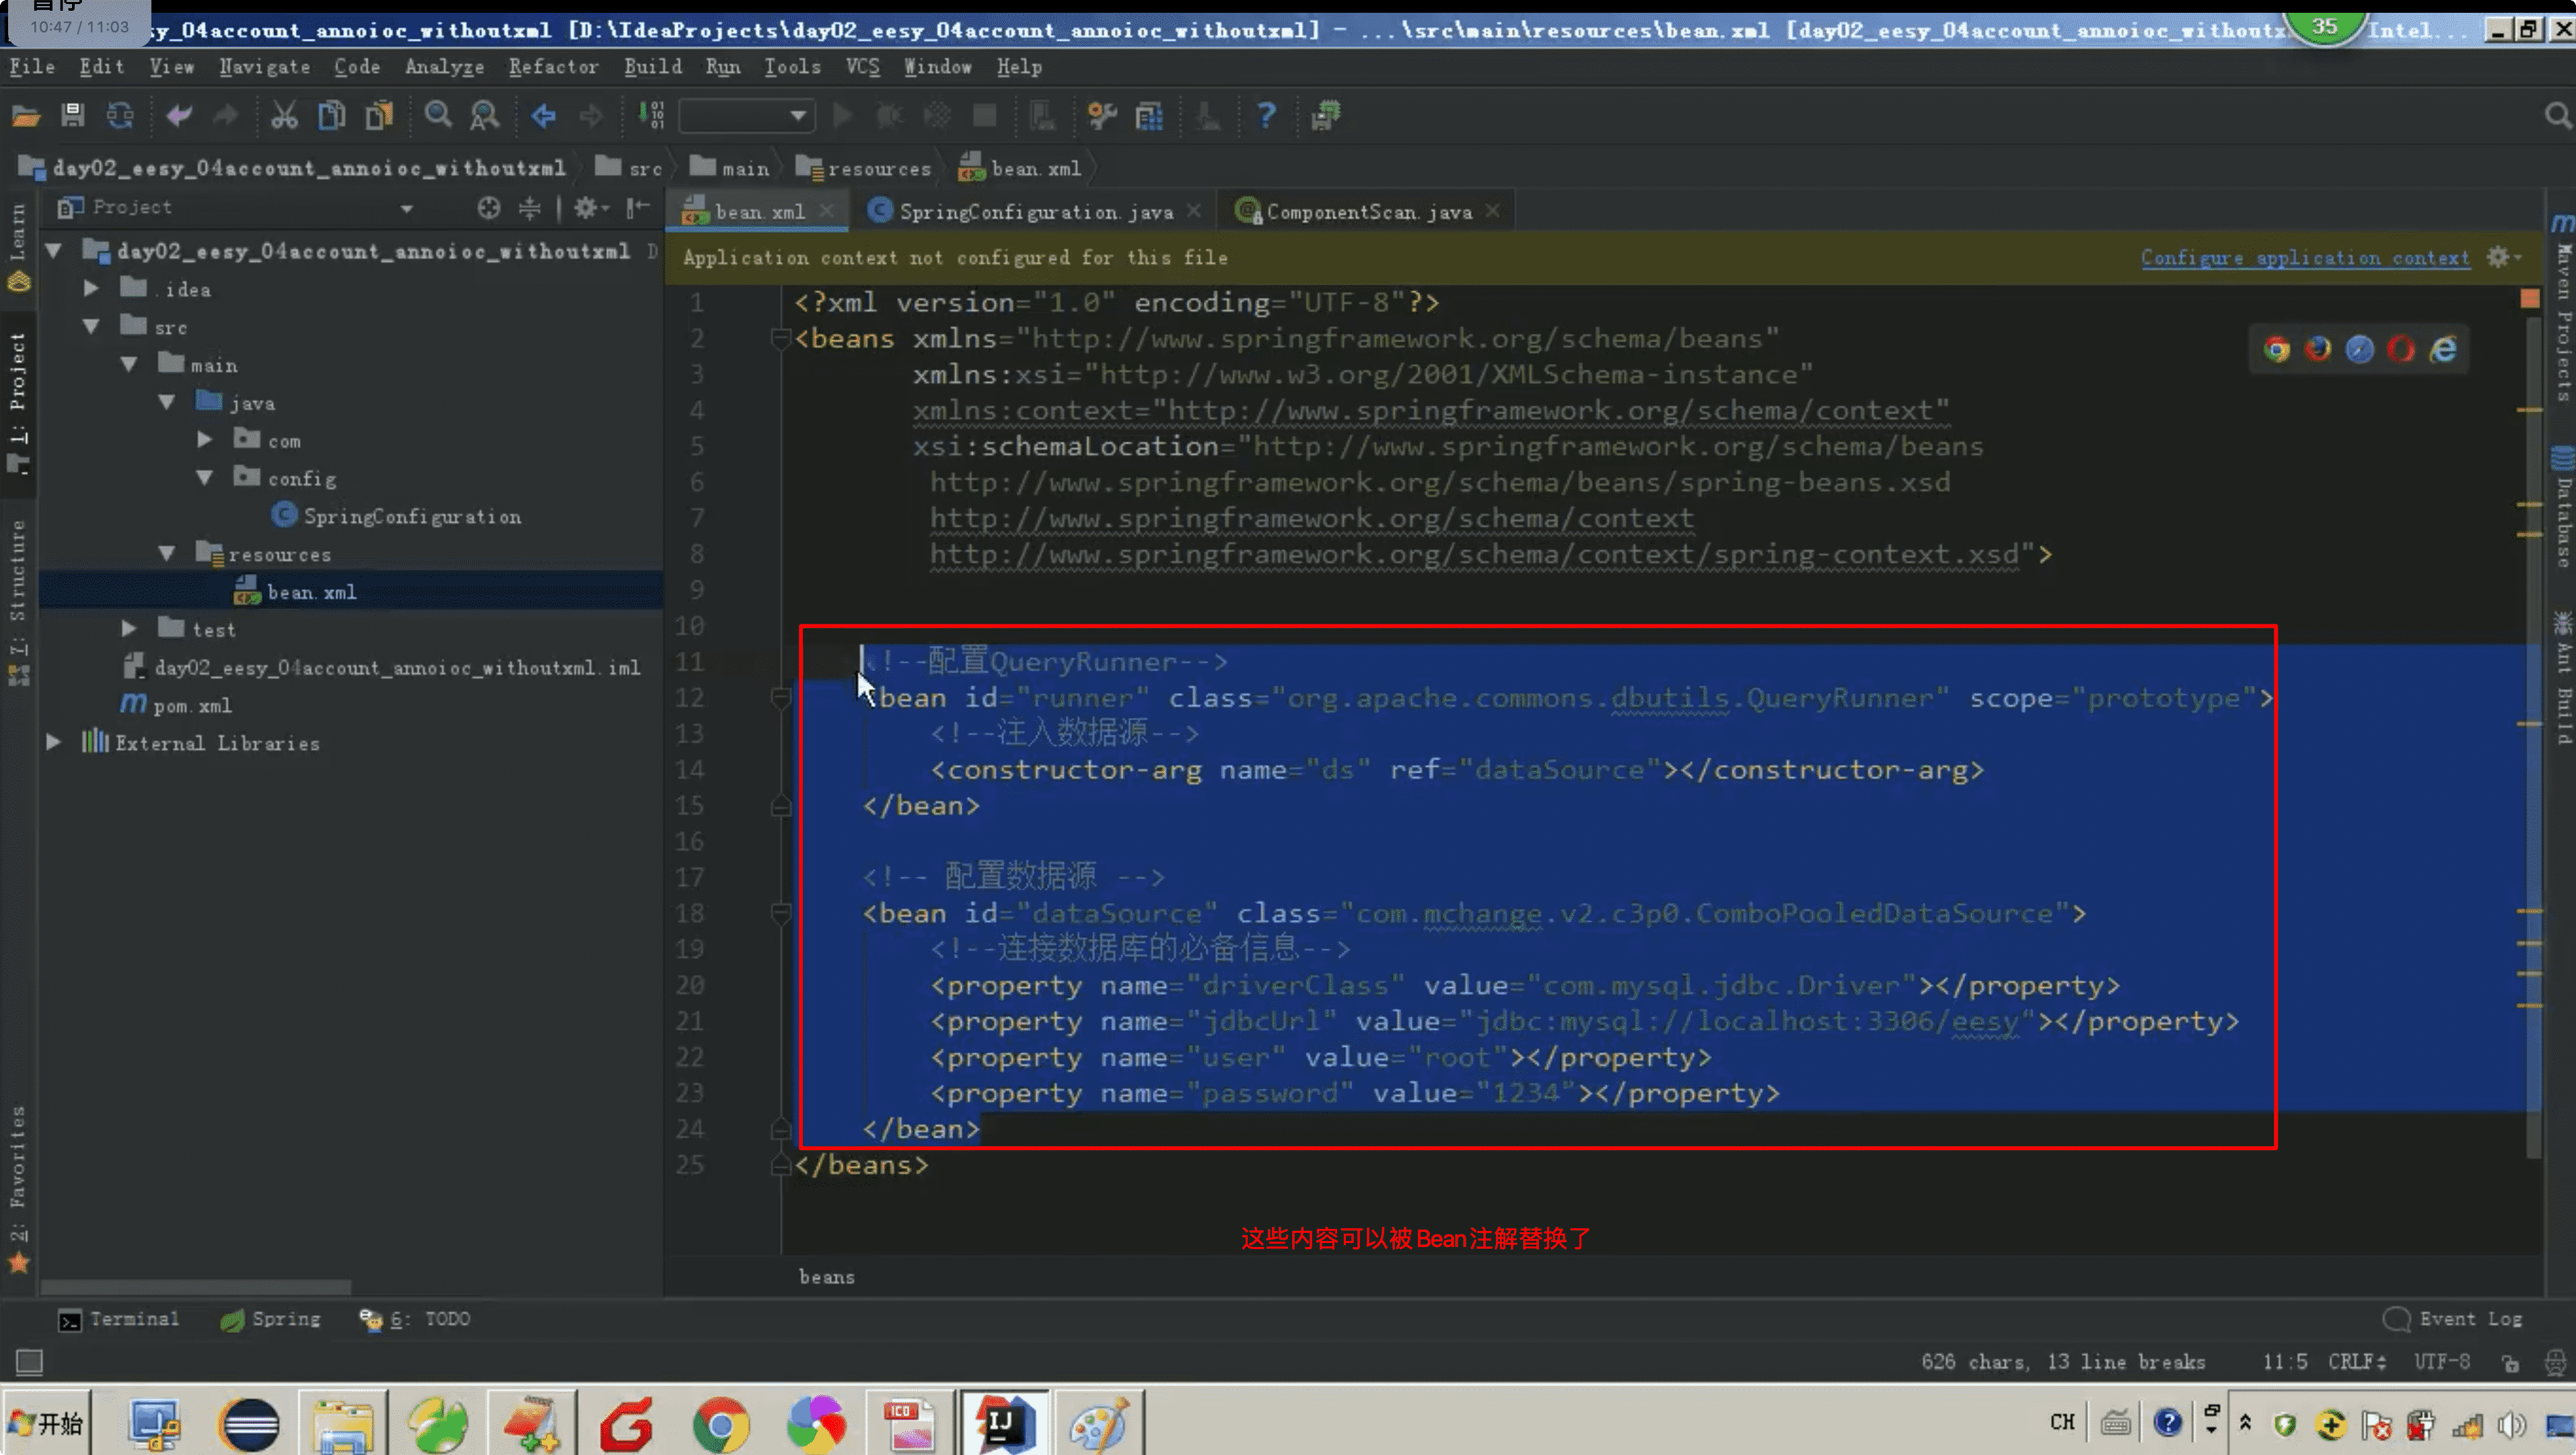 暂停
10:47 / 11:03
sy_04account_annoioc_withoutxml [D:\IdeaProjects\day02_eesy_04account_annoioc_withoutxml] - ...\src\main\resources\bean.xml [day02_eesy_04account_annoioc_withoutx
35
Intel...
File Edit View Navigate Code Analyze Refactor Build Run Tools VCS Window Help
day02_eesy_04account_annoioc_withoutxml src main resources bean.xml
Project
bean.xml SpringConfiguration.java ComponentScan.java
Learn
1: Project
7: Structure
2: Favorites
day02_eesy_04account_annoioc_withoutxml D
.idea
src
main
java
com
config
SpringConfiguration
resources
bean.xml
test
day02_eesy_04account_annoioc_withoutxml.iml
pom.xml
External Libraries
Application context not configured for this file
Configure application context
1 <?xml version="1.0" encoding="UTF-8"?>
2 <beans xmlns="http://www.springframework.org/schema/beans"
3 xmlns:xsi="http://www.w3.org/2001/XMLSchema-instance"
4 xmlns:context="http://www.springframework.org/schema/context"
5 xsi:schemaLocation="http://www.springframework.org/schema/beans
6 http://www.springframework.org/schema/beans/spring-beans.xsd
7 http://www.springframework.org/schema/context
8 http://www.springframework.org/schema/context/spring-context.xsd">
9
10
11 <!--配置QueryRunner-->
12 <bean id="runner" class="org.apache.commons.dbutils.QueryRunner" scope="prototype">
13 <!--注入数据源-->
14 <constructor-arg name="ds" ref="dataSource"></constructor-arg>
15 </bean>
16
17 <!-- 配置数据源 -->
18 <bean id="dataSource" class="com.mchange.v2.c3p0.ComboPooledDataSource">
19 <!--连接数据库的必备信息-->
20 <property name="driverClass" value="com.mysql.jdbc.Driver"></property>
21 <property name="jdbcUrl" value="jdbc:mysql://localhost:3306/eesy"></property>
22 <property name="user" value="root"></property>
23 <property name="password" value="1234"></property>
24 </bean>
25 </beans>
这些内容可以被Bean注解替换了
beans
Maven Projects
Database
Ant Build
Terminal Spring 6: TODO
Event Log
626 chars, 13 line breaks 11:5 CRLF UTF-8
开始
ICO
IJ
CH